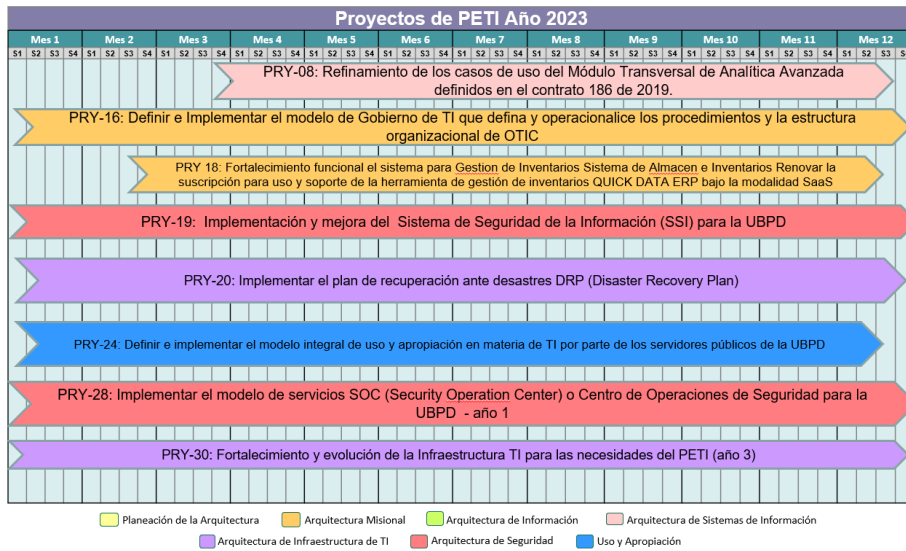 Proyectos de PETI Año 2023
Mes 1 Mes 2 Mes 3 Mes 4 Mes 5 Mes 6 Mes 7 Mes 8 Mes 9 Mes 10 Mes 11 Mes 12
S1 S2 S3 S4 S1 S2 S3 S4 S1 S2 S3 S4 S1 S2 S3 S4 S1 S2 S3 S4 S1 S2 S3 S4 S1 S2 S3 S4 S1 S2 S3 S4 S1 S2 S3 S4 S1 S2 S3 S4 S1 S2 S3 S4 S1 S2 S3 S4
PRY-08: Refinamiento de los casos de uso del Módulo Transversal de Analítica Avanzada
definidos en el contrato 186 de 2019.
PRY-16: Definir e Implementar el modelo de Gobierno de TI que defina y operacionalice los procedimientos y la estructura
organizacional de OTIC
PRY 18: Fortalecimiento funcional el sistema para Gestion de Inventarios Sistema de Almacen e Inventarios Renovar la
suscripción para uso y soporte de la herramienta de gestión de inventarios QUICK DATA ERP bajo la modalidad SaaS
PRY-19: Implementación y mejora del Sistema de Seguridad de la Información (SSI) para la UBPD
PRY-20: Implementar el plan de recuperación ante desastres DRP (Disaster Recovery Plan)
PRY-24: Definir e implementar el modelo integral de uso y apropiación en materia de TI por parte de los servidores públicos de la UBPD
PRY-28: Implementar el modelo de servicios SOC (Security Operation Center) o Centro de Operaciones de Seguridad para la
UBPD - año 1
PRY-30: Fortalecimiento y evolución de la Infraestructura TI para las necesidades del PETI (año 3)
Planeación de la Arquitectura Arquitectura Misional Arquitectura de Información Arquitectura de Sistemas de Información
Arquitectura de Infraestructura de TI Arquitectura de Seguridad Uso y Apropiación